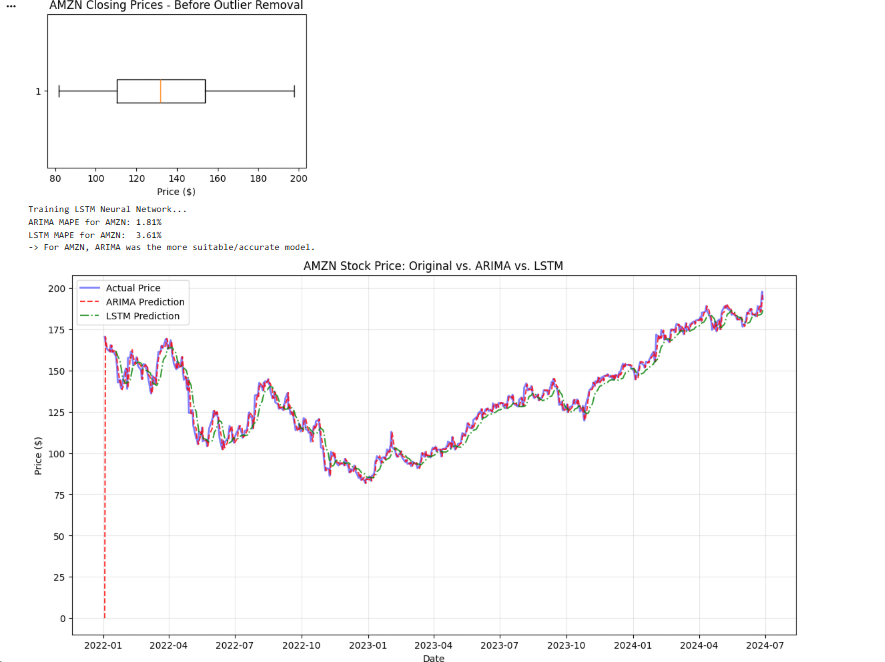 ...
AMZN Closing Prices - Before Outlier Removal
1
80 100 120 140 160 180 200
Price ($)
Training LSTM Neural Network...
ARIMA MAPE for AMZN: 1.81%
LSTM MAPE for AMZN:  3.61%
-> For AMZN, ARIMA was the more suitable/accurate model.
AMZN Stock Price: Original vs. ARIMA vs. LSTM
Actual Price
ARIMA Prediction
LSTM Prediction
200
175
150
125
100
75
50
25
0
Price ($)
2022-01 2022-04 2022-07 2022-10 2023-01 2023-04 2023-07 2023-10 2024-01 2024-04 2024-07
Date